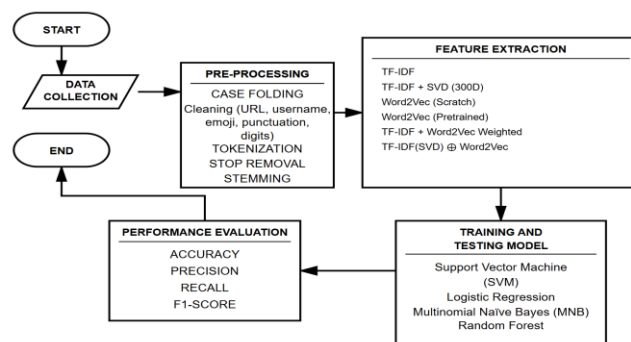 START
DATA
COLLECTION
PRE-PROCESSING
CASE FOLDING
Cleaning (URL, username,
emoji, punctuation,
digits)
TOKENIZATION
STOP REMOVAL
STEMMING
FEATURE EXTRACTION
TF-IDF
TF-IDF + SVD (300D)
Word2Vec (Scratch)
Word2Vec (Pretrained)
TF-IDF + Word2Vec Weighted
TF-IDF(SVD) ⊕ Word2Vec
TRAINING AND
TESTING MODEL
Support Vector Machine
(SVM)
Logistic Regression
Multinomial Naïve Bayes (MNB)
Random Forest
PERFORMANCE EVALUATION
ACCURACY
PRECISION
RECALL
F1-SCORE
END